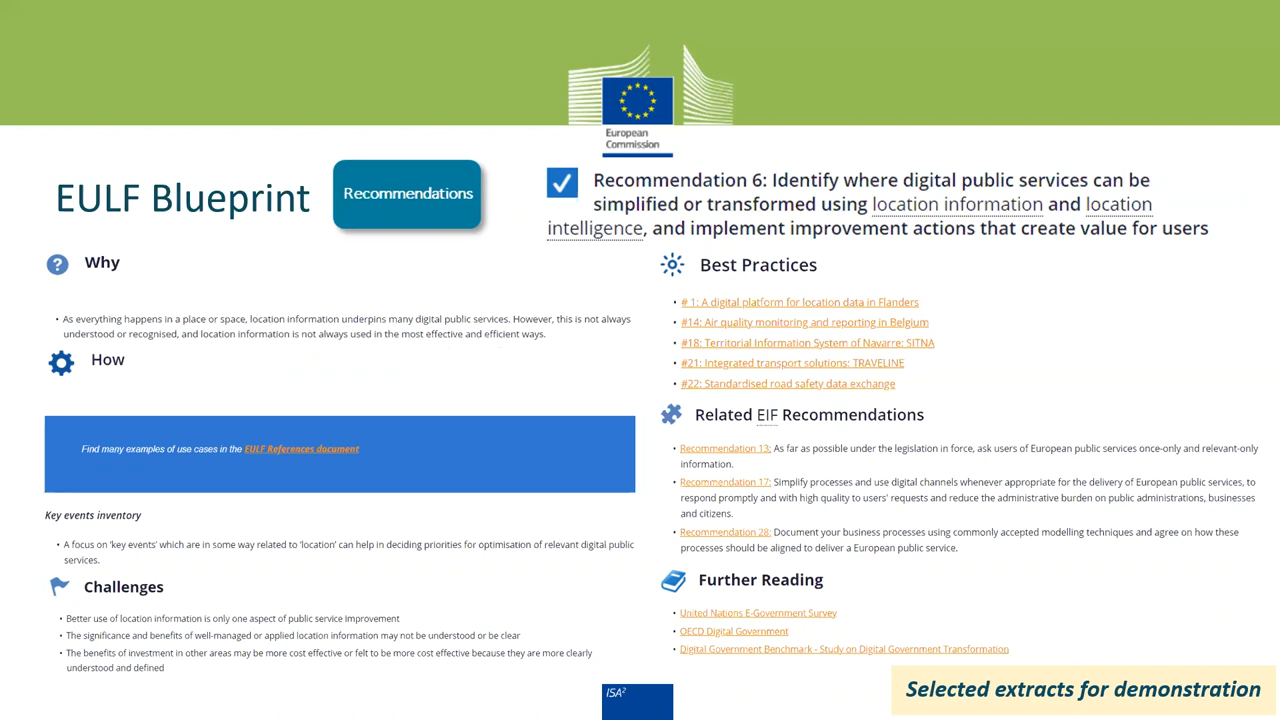 European
Commission
EULF Blueprint
Recommendations
Recommendation 6: Identify where digital public services can be
simplified or transformed using location information and location
intelligence, and implement improvement actions that create value for users
Why
• As everything happens in a place or space, location information underpins many digital public services. However, this is not always
understood or recognised, and location information is not always used in the most effective and efficient ways.
How
Find many examples of use cases in the EULF References document
Key events inventory
• A focus on 'key events' which are in some way related to 'location' can help in deciding priorities for optimisation of relevant digital public
services.
Challenges
• Better use of location information is only one aspect of public service improvement
• The significance and benefits of well-managed or applied location information may not be understood or be clear
• The benefits of investment in other areas may be more cost effective or felt to be more cost effective because they are more clearly
understood and defined
Best Practices
• # 1: A digital platform for location data in Flanders
• #14: Air quality monitoring and reporting in Belgium
• #18: Territorial Information System of Navarre: SITNA
• #21: Integrated transport solutions: TRAVELINE
• #22: Standardised road safety data exchange
Related EIF Recommendations
• Recommendation 13: As far as possible under the legislation in force, ask users of European public services once-only and relevant-only
information.
• Recommendation 17: Simplify processes and use digital channels whenever appropriate for the delivery of European public services, to
respond promptly and with high quality to users' requests and reduce the administrative burden on public administrations, businesses
and citizens.
• Recommendation 28: Document your business processes using commonly accepted modelling techniques and agree on how these
processes should be aligned to deliver a European public service.
Further Reading
United Nations E-Government Survey
• OECD Digital Government
• Digital Government Benchmark - Study on Digital Government Transformation
Selected extracts for demonstration
ISA²